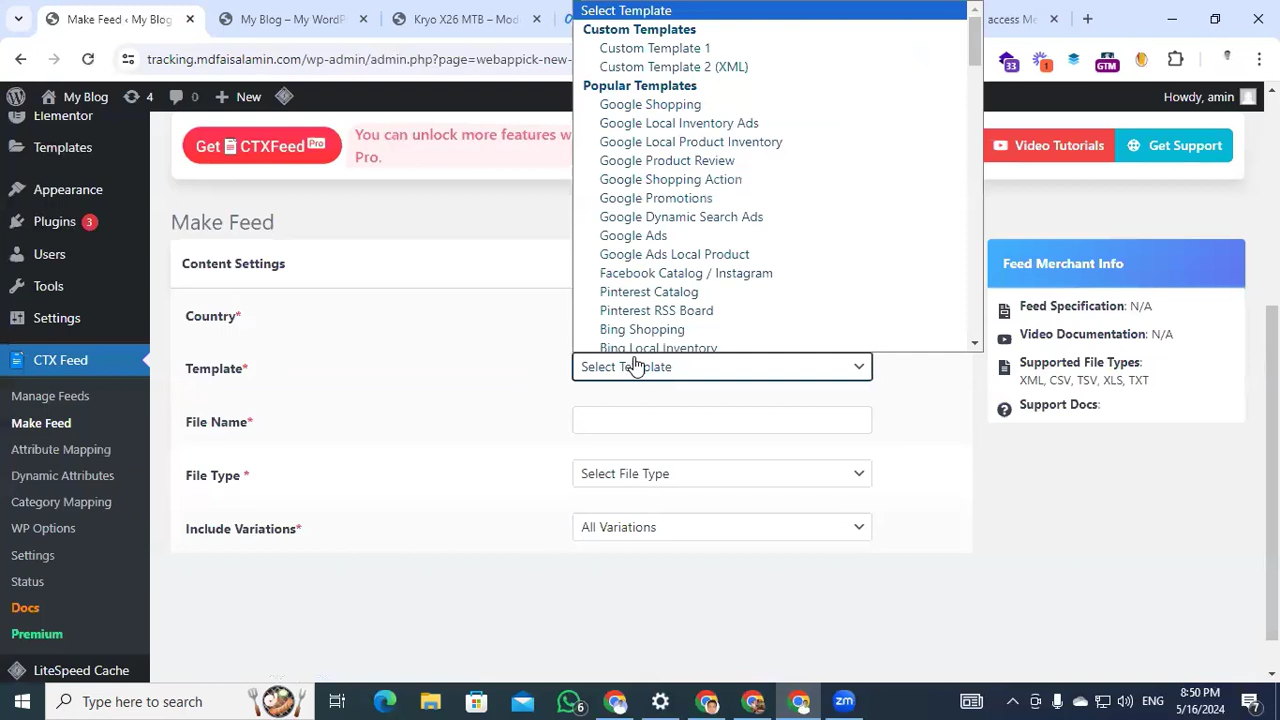 Make Feed ‹ My Blog
My Blog
Kryo X26 MTB – Mod
access Me
tracking.mdfaisalamin.com/wp-admin/admin.php?page=webappick-new-
33
1
GTM
My Blog
4
0
New
Howdy, amin
Elementor
Templates
Appearance
Plugins 3
Users
Tools
Settings
CTX Feed
Manage Feeds
Make Feed
Attribute Mapping
Dynamic Attributes
Category Mapping
WP Options
Settings
Status
Docs
Premium
LiteSpeed Cache
Get CTXFeed Pro
You can unlock more features w
Pro.
Video Tutorials
Get Support
Make Feed
Content Settings
Country*
Template*
File Name*
File Type *
Include Variations*
Select Template
Custom Templates
Custom Template 1
Custom Template 2 (XML)
Popular Templates
Google Shopping
Google Local Inventory Ads
Google Local Product Inventory
Google Product Review
Google Shopping Action
Google Promotions
Google Dynamic Search Ads
Google Ads
Google Ads Local Product
Facebook Catalog / Instagram
Pinterest Catalog
Pinterest RSS Board
Bing Shopping
Bing Local Inventory
Select Template
Select File Type
All Variations
Feed Merchant Info
Feed Specification: N/A
Video Documentation: N/A
Supported File Types:
XML, CSV, TSV, XLS, TXT
Support Docs:
Type here to search
6
zm
ENG
8:50 PM
5/16/2024
7